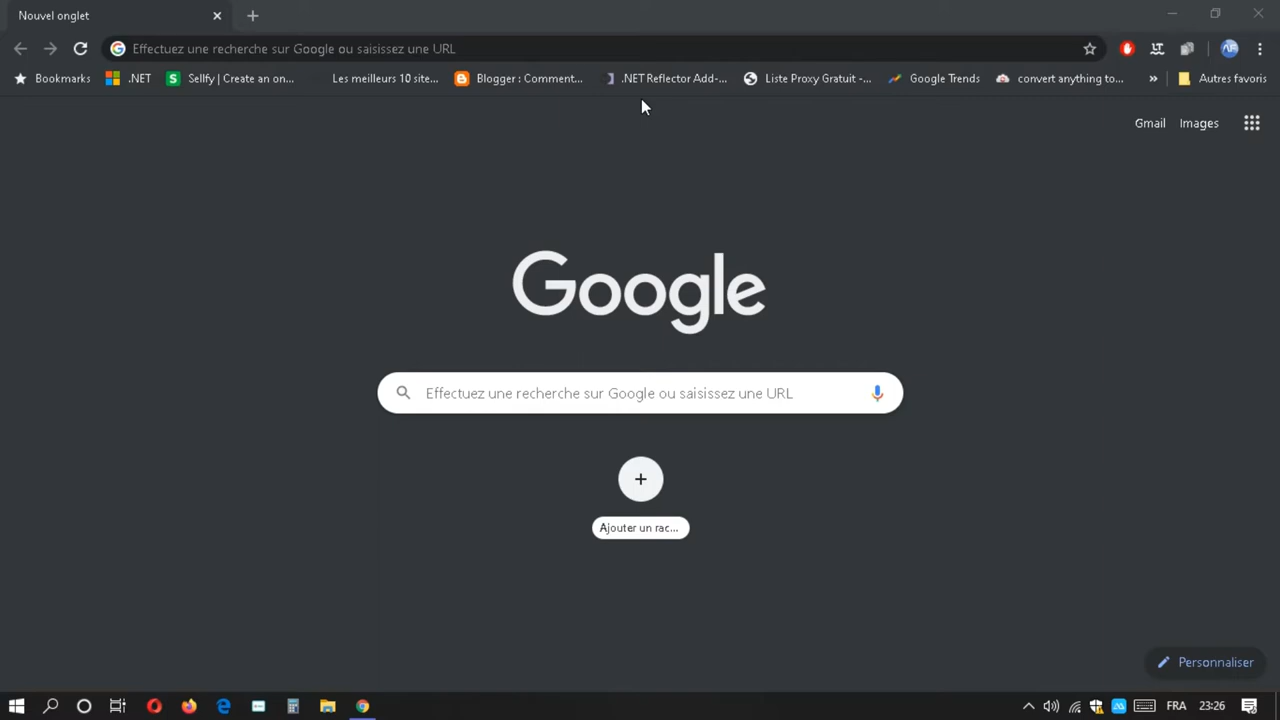 Nouvel onglet
Effectuez une recherche sur Google ou saisissez une URL
Bookmarks .NET Sellfy | Create an on... Les meilleurs 10 site... Blogger : Comment... .NET Reflector Add-... Liste Proxy Gratuit -... Google Trends convert anything to... » Autres favoris
Gmail Images
Google
Effectuez une recherche sur Google ou saisissez une URL
Ajouter un rac...
Personnaliser
FRA 23:26